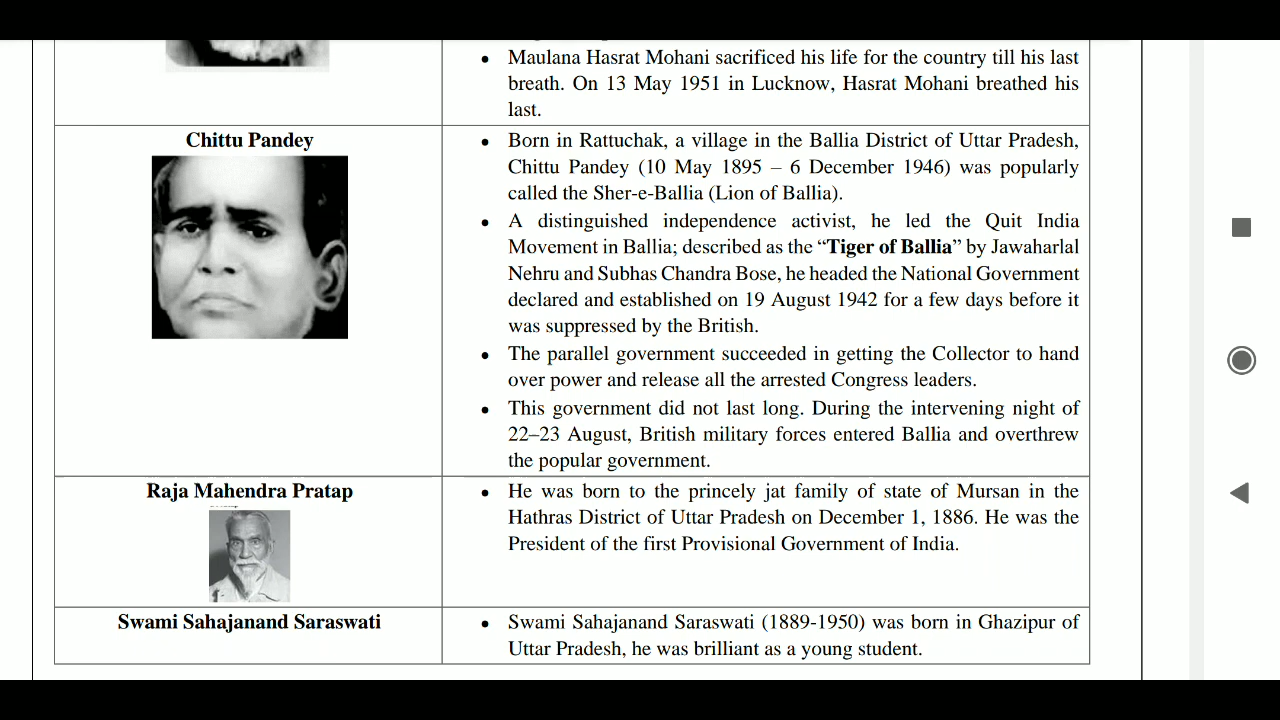 Maulana Hasrat Mohani sacrificed his life for the country till his last
breath. On 13 May 1951 in Lucknow, Hasrat Mohani breathed his
last.
Chittu Pandey
Born in Rattuchak, a village in the Ballia District of Uttar Pradesh,
Chittu Pandey (10 May 1895 – 6 December 1946) was popularly
called the Sher-e-Ballia (Lion of Ballia).
A distinguished independence activist, he led the Quit India
Movement in Ballia; described as the “Tiger of Ballia” by Jawaharlal
Nehru and Subhas Chandra Bose, he headed the National Government
declared and established on 19 August 1942 for a few days before it
was suppressed by the British.
The parallel government succeeded in getting the Collector to hand
over power and release all the arrested Congress leaders.
This government did not last long. During the intervening night of
22–23 August, British military forces entered Ballia and overthrew
the popular government.
Raja Mahendra Pratap
He was born to the princely jat family of state of Mursan in the
Hathras District of Uttar Pradesh on December 1, 1886. He was the
President of the first Provisional Government of India.
Swami Sahajanand Saraswati
Swami Sahajanand Saraswati (1889-1950) was born in Ghazipur of
Uttar Pradesh, he was brilliant as a young student.